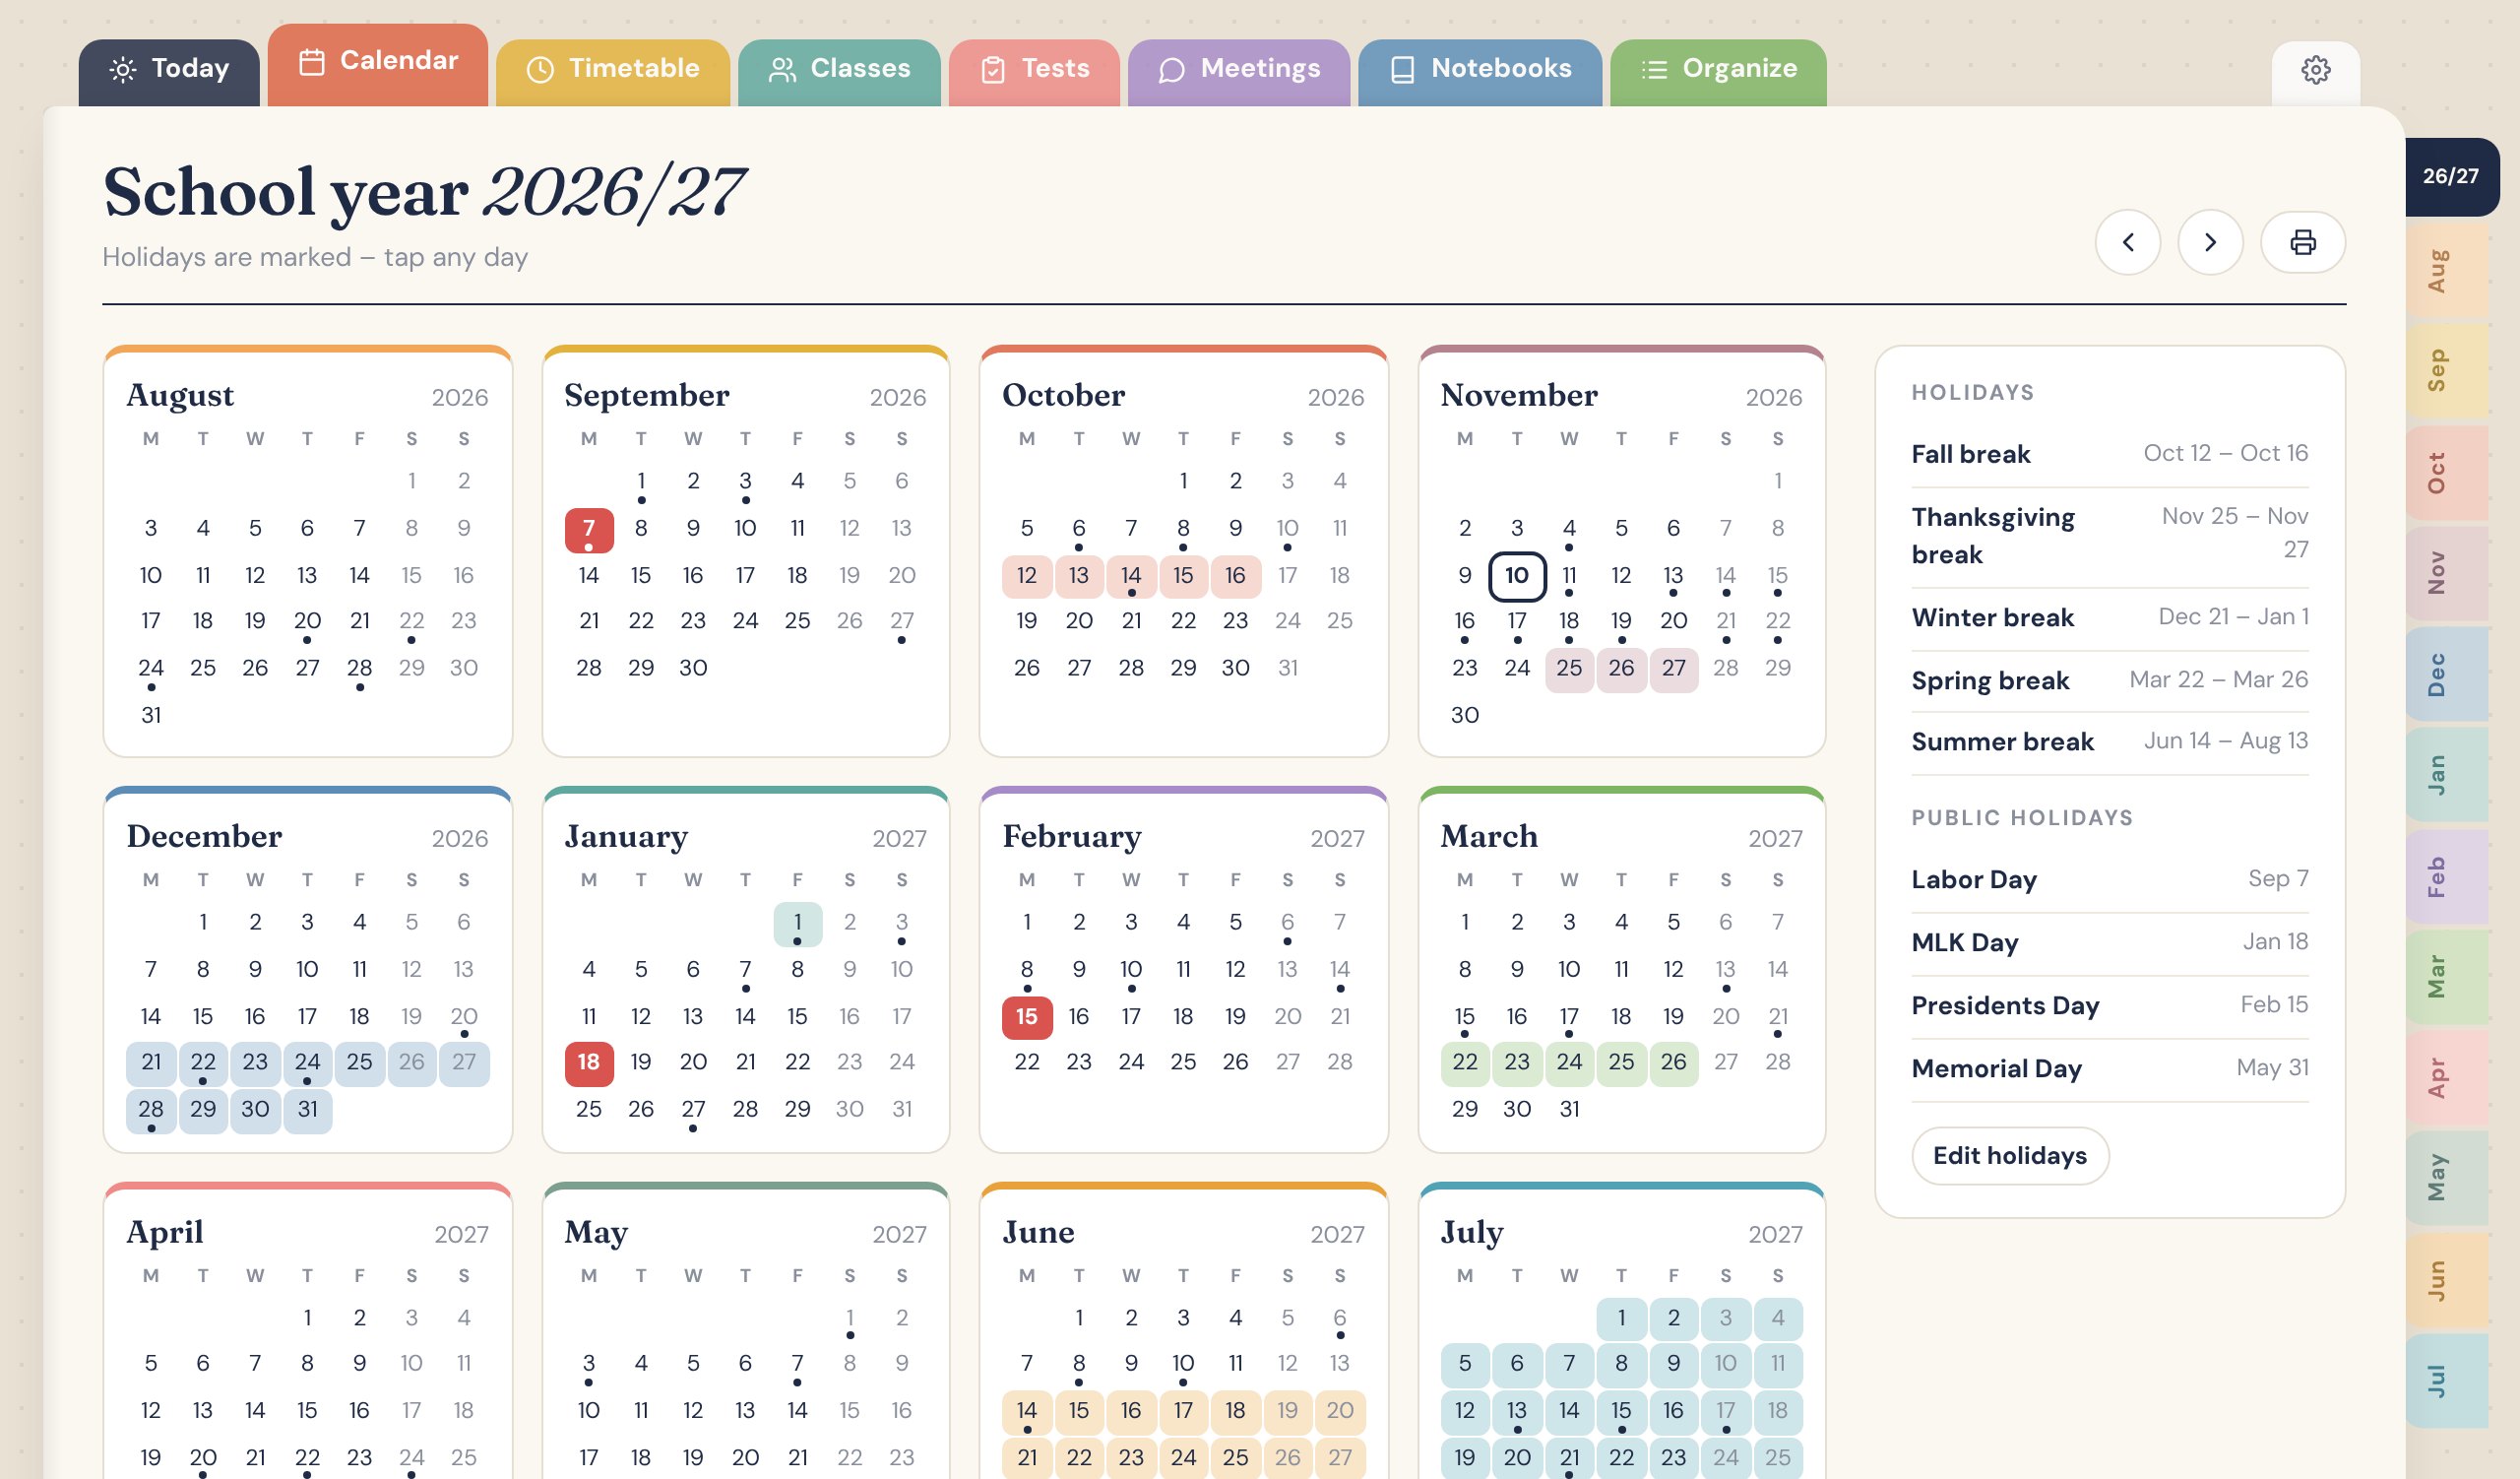 Today Calendar Timetable Classes Tests Meetings Notebooks Organize
School year 2026/27
Holidays are marked – tap any day
26/27
Aug
Sep
Oct
Nov
Dec
Jan
Feb
Mar
Apr
May
Jun
Jul
August 2026
M T W T F S S
1 2
3 4 5 6 7 8 9
10 11 12 13 14 15 16
17 18 19 20 21 22 23
24 25 26 27 28 29 30
31
September 2026
M T W T F S S
1 2 3 4 5 6
7 8 9 10 11 12 13
14 15 16 17 18 19 20
21 22 23 24 25 26 27
28 29 30
October 2026
M T W T F S S
1 2 3 4
5 6 7 8 9 10 11
12 13 14 15 16 17 18
19 20 21 22 23 24 25
26 27 28 29 30 31
November 2026
M T W T F S S
1
2 3 4 5 6 7 8
9 10 11 12 13 14 15
16 17 18 19 20 21 22
23 24 25 26 27 28 29
30
December 2026
M T W T F S S
1 2 3 4 5 6
7 8 9 10 11 12 13
14 15 16 17 18 19 20
21 22 23 24 25 26 27
28 29 30 31
January 2027
M T W T F S S
1 2 3
4 5 6 7 8 9 10
11 12 13 14 15 16 17
18 19 20 21 22 23 24
25 26 27 28 29 30 31
February 2027
M T W T F S S
1 2 3 4 5 6 7
8 9 10 11 12 13 14
15 16 17 18 19 20 21
22 23 24 25 26 27 28
March 2027
M T W T F S S
1 2 3 4 5 6 7
8 9 10 11 12 13 14
15 16 17 18 19 20 21
22 23 24 25 26 27 28
29 30 31
April 2027
M T W T F S S
1 2 3 4
5 6 7 8 9 10 11
12 13 14 15 16 17 18
19 20 21 22 23 24 25
May 2027
M T W T F S S
1 2
3 4 5 6 7 8 9
10 11 12 13 14 15 16
17 18 19 20 21 22 23
June 2027
M T W T F S S
1 2 3 4 5 6
7 8 9 10 11 12 13
14 15 16 17 18 19 20
21 22 23 24 25 26 27
July 2027
M T W T F S S
1 2 3 4
5 6 7 8 9 10 11
12 13 14 15 16 17 18
19 20 21 22 23 24 25
HOLIDAYS
Fall break Oct 12 – Oct 16
Thanksgiving Nov 25 – Nov
break 27
Winter break Dec 21 – Jan 1
Spring break Mar 22 – Mar 26
Summer break Jun 14 – Aug 13
PUBLIC HOLIDAYS
Labor Day Sep 7
MLK Day Jan 18
Presidents Day Feb 15
Memorial Day May 31
Edit holidays